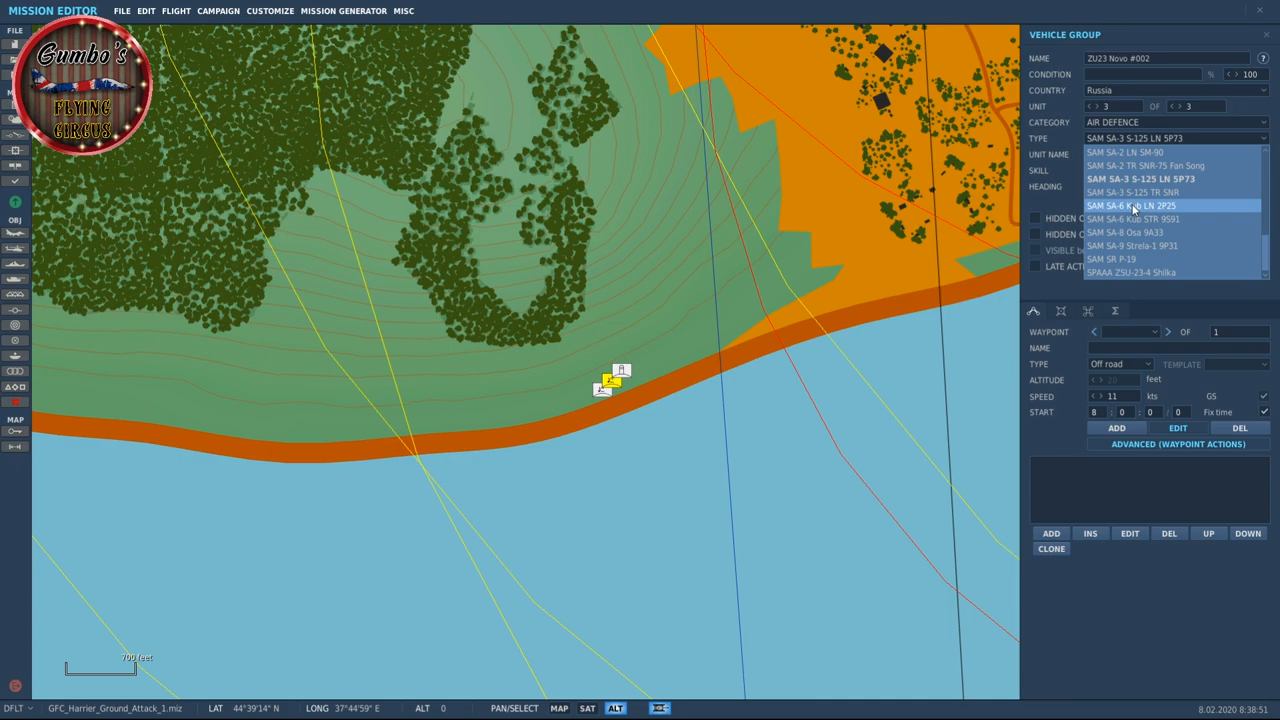 MISSION EDITOR FILE EDIT FLIGHT CAMPAIGN CUSTOMIZE MISSION GENERATOR MISC
FILE
Gumbo's
FLYING
CIRCUS
OBJ
MAP
700 feet
VEHICLE GROUP
NAME ZU23 Novo #002 ?
CONDITION % < > 100
COUNTRY Russia
UNIT < > 3 OF < > 3
CATEGORY AIR DEFENCE
TYPE SAM SA-3 S-125 LN 5P73
UNIT NAME
SKILL
HEADING
SAM SA-2 LN SM-90
SAM SA-2 TR SNR-75 Fan Song
SAM SA-3 S-125 LN 5P73
SAM SA-3 S-125 TR SNR
SAM SA-6 Kub LN 2P25
SAM SA-6 Kub STR 9S91
SAM SA-8 Osa 9A33
SAM SA-9 Strela-1 9P31
SAM SR P-19
SPAAA ZSU-23-4 Shilka
HIDDEN O
HIDDEN O
VISIBLE b
LATE ACTI
WAYPOINT < > OF 1
NAME
TYPE Off road TEMPLATE
ALTITUDE < > 20 feet
SPEED < > 11 kts GS
START 8 : 0 : 0 / 0 Fix time
ADD EDIT DEL
ADVANCED (WAYPOINT ACTIONS)
ADD INS EDIT DEL UP DOWN
CLONE
DFLT GFC_Harrier_Ground_Attack_1.miz LAT 44°39'14" N LONG 37°44'59" E ALT 0 PAN/SELECT MAP SAT ALT 8.02.2020 8:38:51